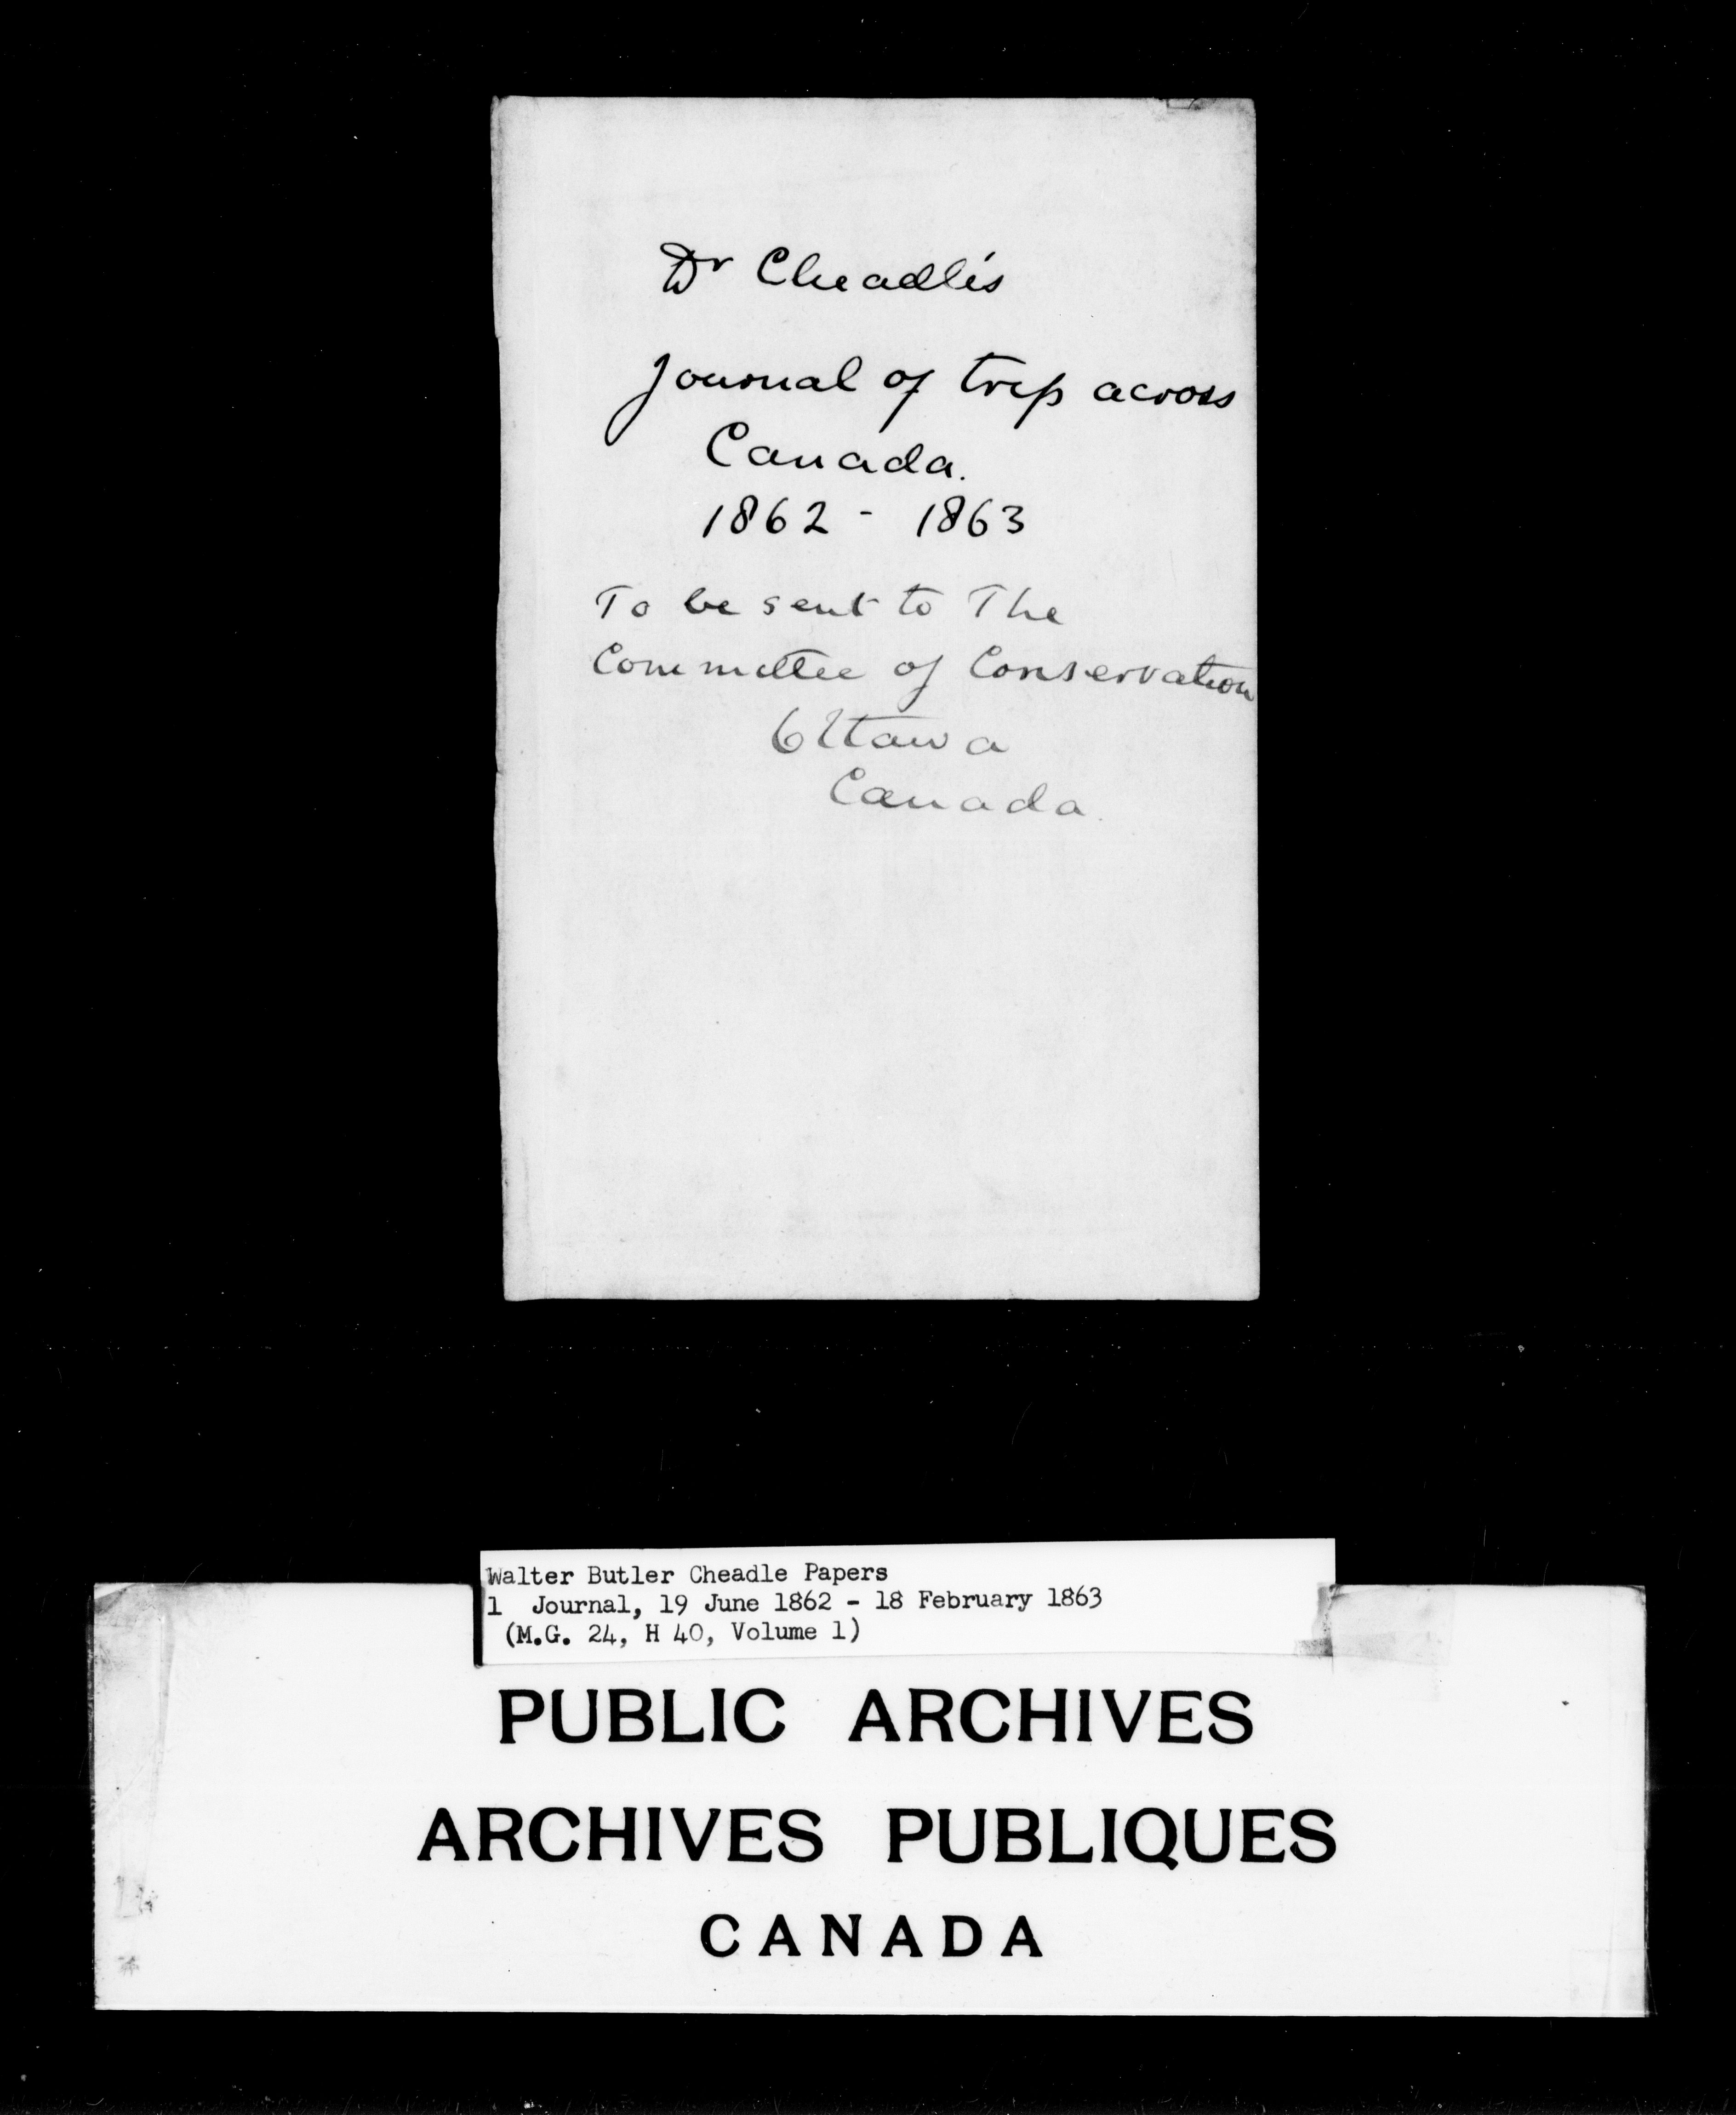 Dr Cheadle's
Journal of trip across
Canada.
1862 - 1863
To be sent to The
Committee of Conservation
Ottawa
Canada.
Walter Butler Cheadle Papers
1 Journal, 19 June 1862 - 18 February 1863
(M.G. 24, H 40, Volume 1)
PUBLIC ARCHIVES
ARCHIVES PUBLIQUES
CANADA